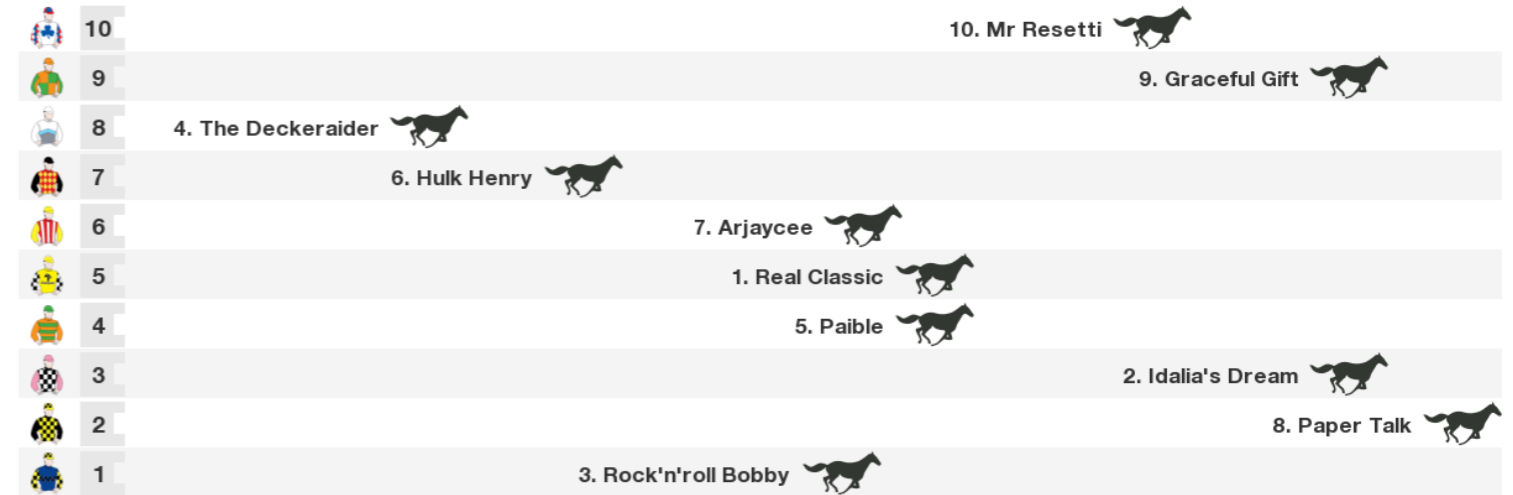 10 10. Mr Resetti
9 9. Graceful Gift
8 4. The Deckeraider
7 6. Hulk Henry
6 7. Arjaycee
5 1. Real Classic
4 5. Paible
3 2. Idalia's Dream
2 8. Paper Talk
1 3. Rock'n'roll Bobby